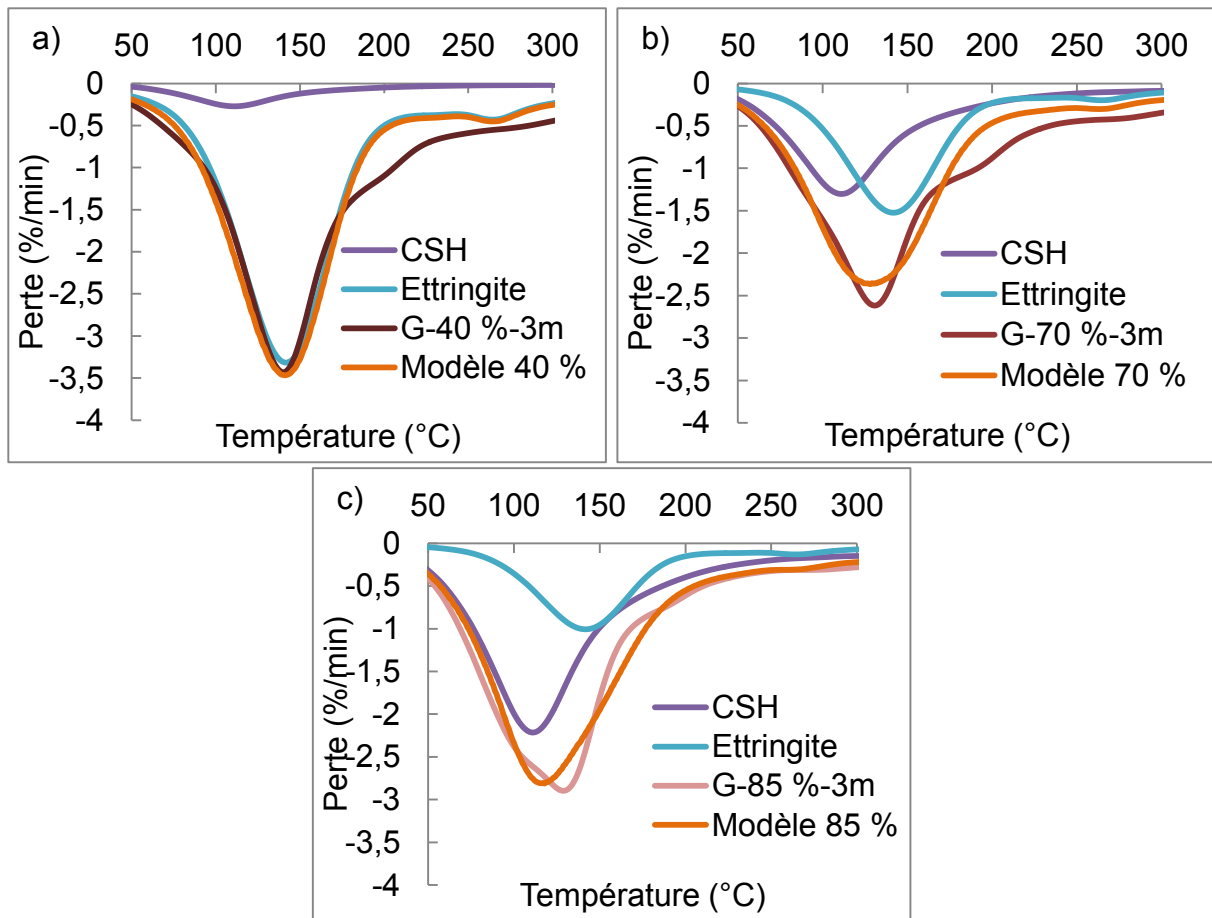 a)
50 100 150 200 250 300
0
-0,5
-1
-1,5
-2
-2,5
-3
-3,5
-4
Perte (%/min)
Température (°C)
CSH
Ettringite
G-40 %-3m
Modèle 40 %
b)
50 100 150 200 250 300
0
-0,5
-1
-1,5
-2
-2,5
-3
-3,5
-4
Perte (%/min)
Température (°C)
CSH
Ettringite
G-70 %-3m
Modèle 70 %
c)
50 100 150 200 250 300
0
-0,5
-1
-1,5
-2
-2,5
-3
-3,5
-4
Perte (%/min)
Température (°C)
CSH
Ettringite
G-85 %-3m
Modèle 85 %